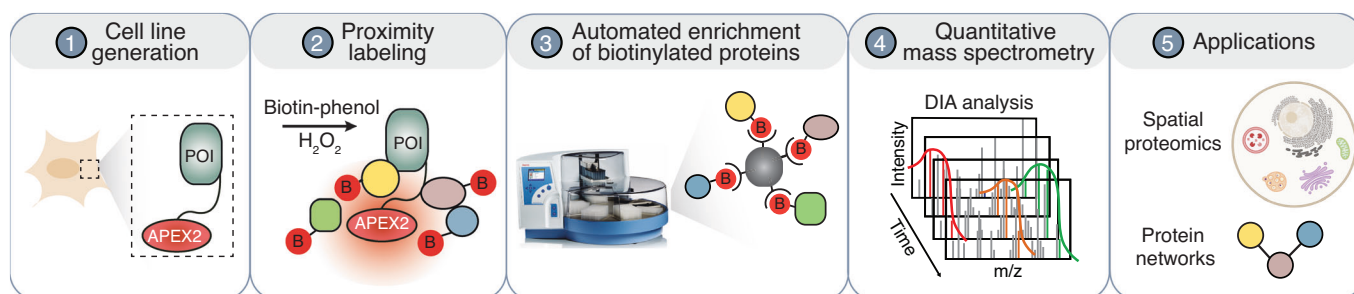 1 Cell line
generation
POI
APEX2
2 Proximity
labeling
Biotin-phenol
H₂O₂
POI
B
B
APEX2
B
B
3 Automated enrichment
of biotinylated proteins
B
B
B
B
4 Quantitative
mass spectrometry
DIA analysis
Intensity
Time
m/z
5 Applications
Spatial
proteomics
Protein
networks